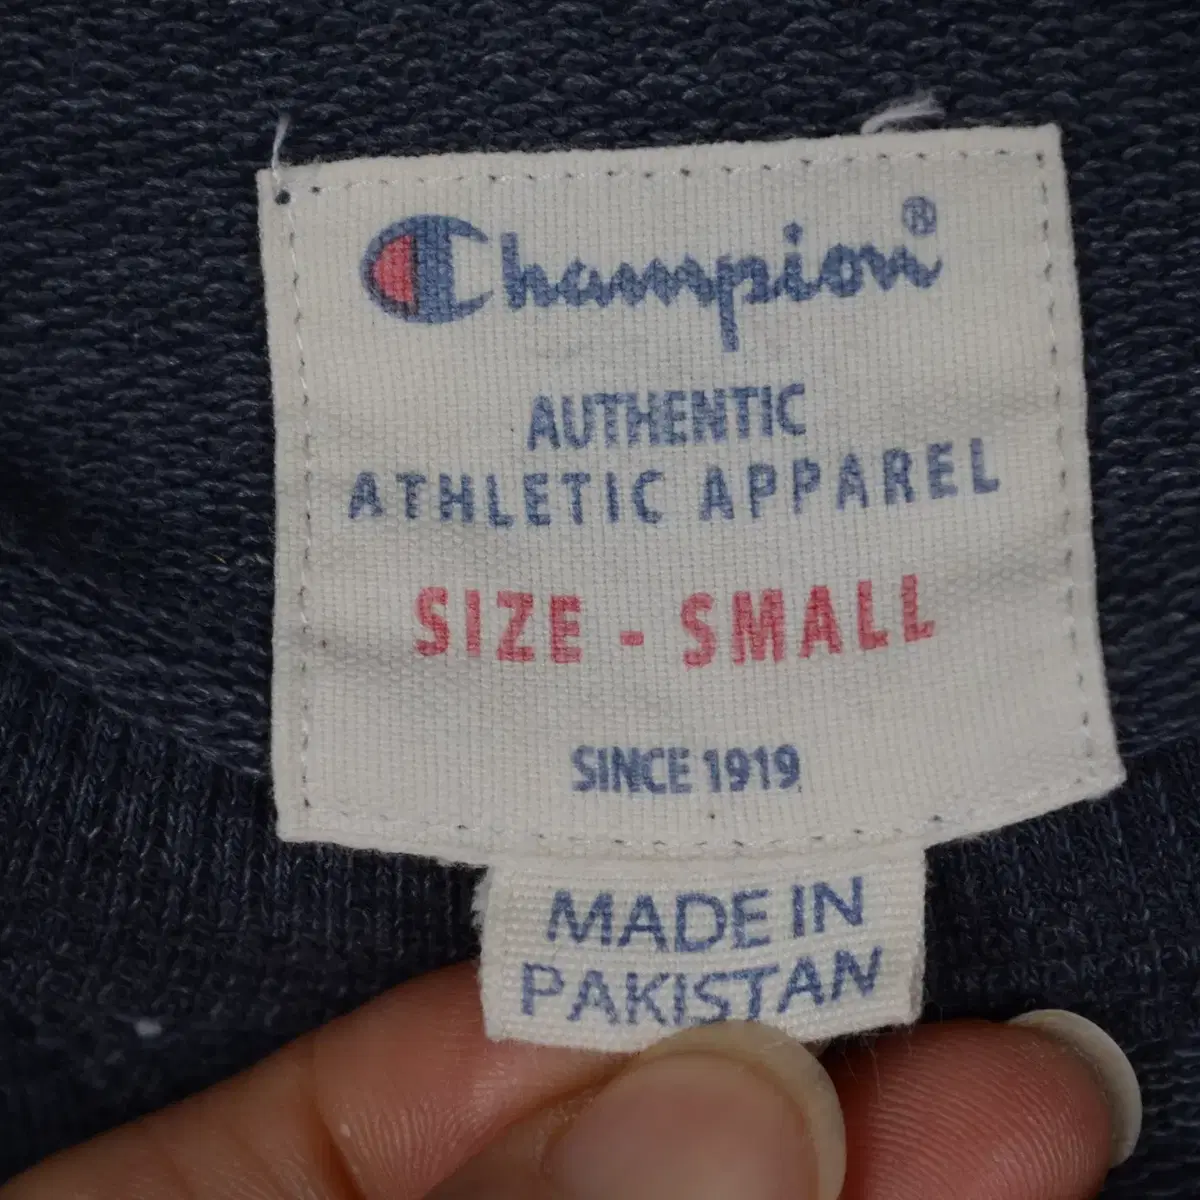 Champion®
AUTHENTIC
ATHLETIC APPAREL
SIZE - SMALL
SINCE 1919
MADE IN
PAKISTAN